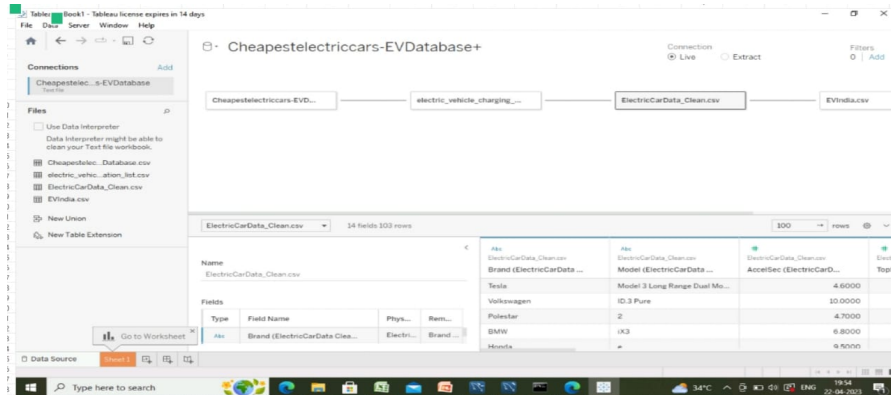 Book1 - Tableau license expires in 14 days
File Data Server Window Help
Connections Add
Cheapestelec...s-EVDatabase
Text file
Files
Use Data Interpreter
Data Interpreter might be able to
clean your Text file workbook.
Cheapestelec...Database.csv
electric_vehic...ation_list.csv
ElectricCarData_Clean.csv
EVIndia.csv
New Union
New Table Extension
Go to Worksheet
Data Source Sheet 1
Cheapestelectriccars-EVDatabase+
Connection
Live Extract
Filters
0 | Add
Cheapestelectriccars-EVD... electric_vehicle_charging_... ElectricCarData_Clean.csv EVIndia.csv
ElectricCarData_Clean.csv 14 fields 103 rows 100 rows
Name
ElectricCarData_Clean.csv
Fields
Type Field Name Phys... Rem...
Abc Brand (ElectricCarData Clea... Electri... Brand ...
Abc Abc
ElectricCarData_Clean.csv ElectricCarData_Clean.csv ElectricCarData_Clean.csv
Brand (ElectricCarData ... Model (ElectricCarData ... AccelSec (ElectricCarD...
Tesla Model 3 Long Range Dual Mo... 4.6000
Volkswagen ID.3 Pure 10.0000
Polestar 2 4.7000
BMW iX3 6.8000
Honda e 9.5000
Type here to search
34°C ENG 19:54
22-04-2023